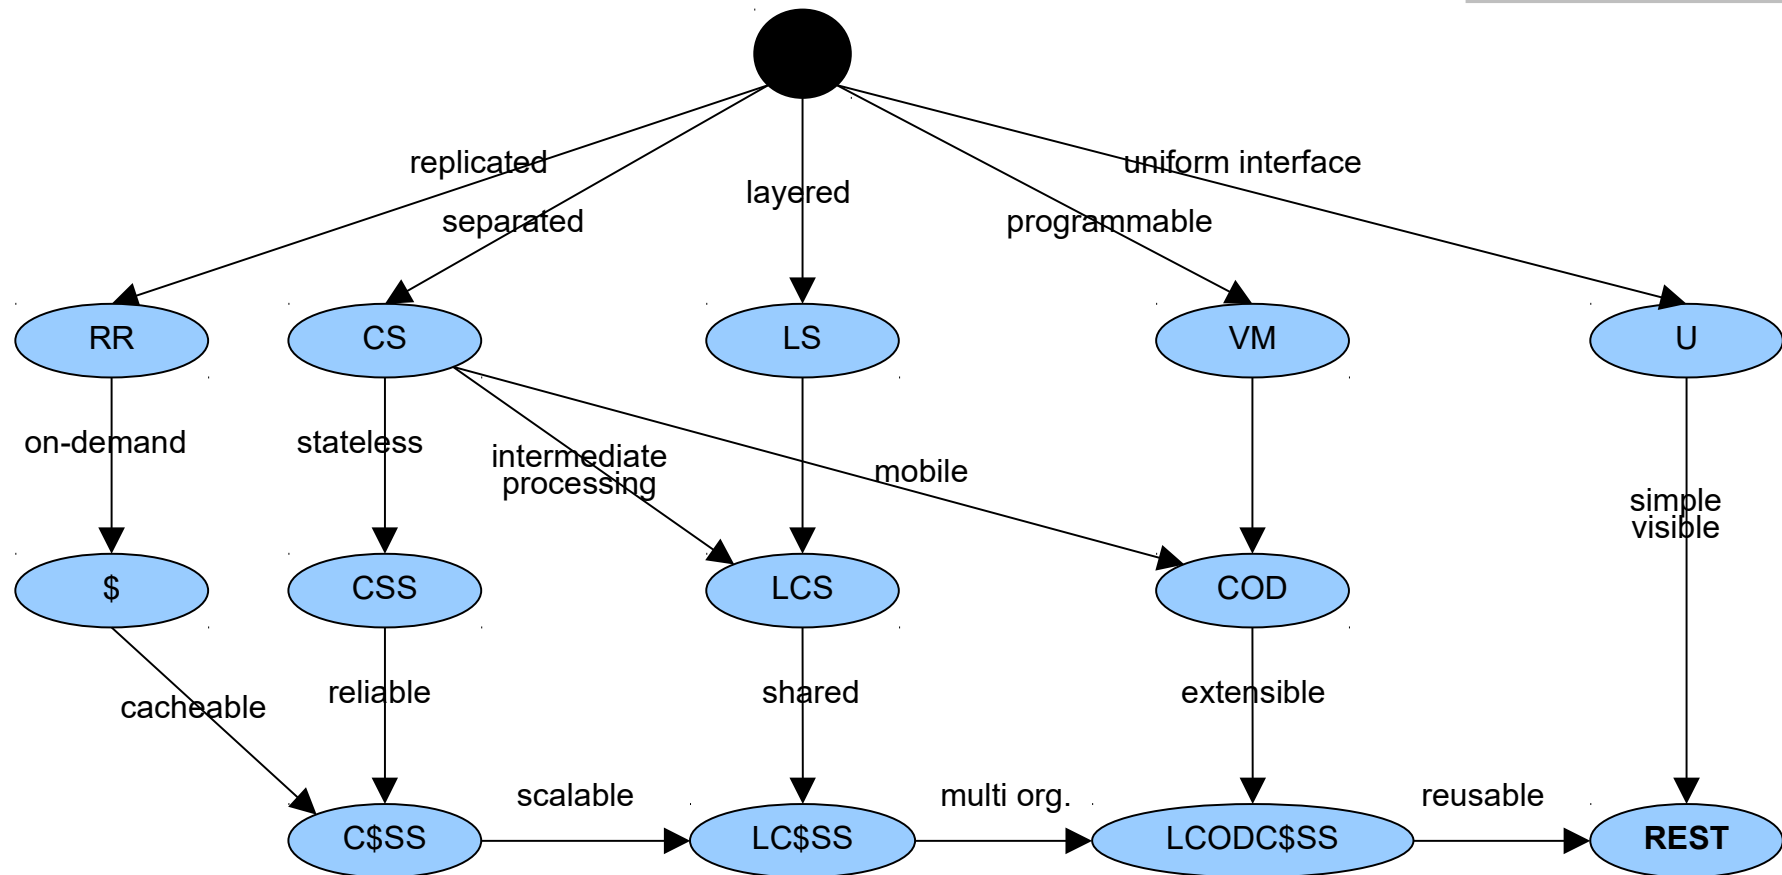 replicated
uniform interface
layered
separated
programmable
RR
CS
LS
VM
U
on-demand
stateless
intermediate
processing
mobile
simple
visible
$
CSS
LCS
COD
cacheable
reliable
shared
extensible
scalable
multi org.
reusable
C$SS
LC$SS
LCODC$SS
REST